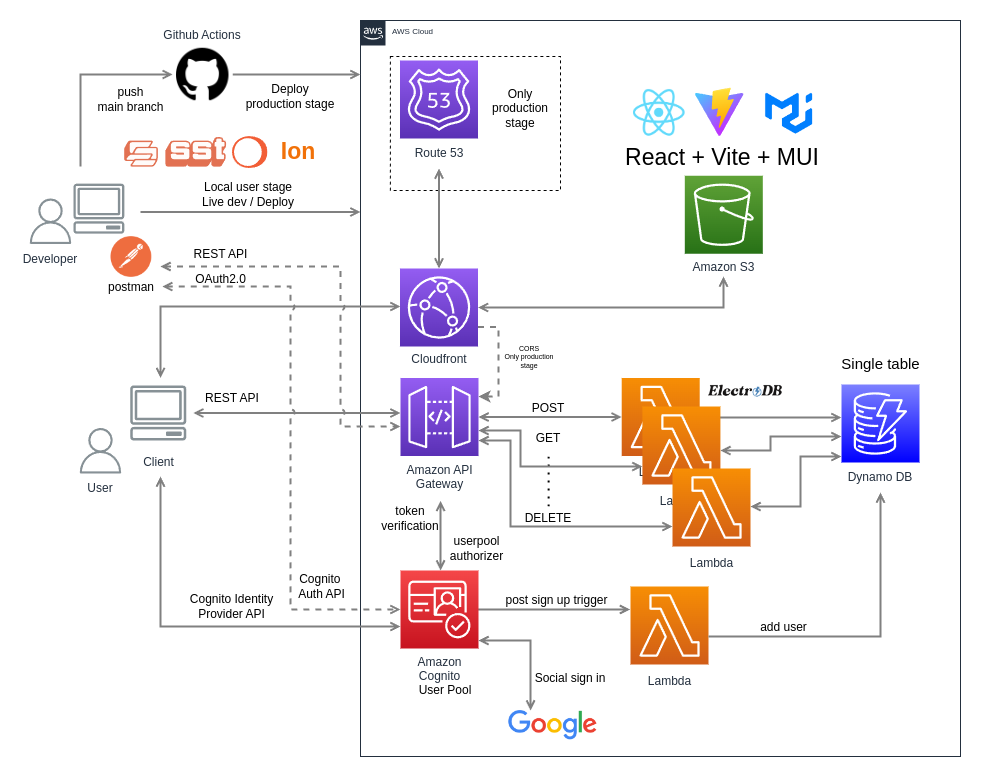 Github Actions
aws
AWS Cloud
push
main branch
Deploy
production stage
53
Route 53
Only
production
stage
sst
Ion
React + Vite + MUI
Local user stage
Live dev / Deploy
Developer
postman
REST API
OAuth2.0
Amazon S3
Cloudfront
CORS
Only production
stage
Single table
ElectroDB
REST API
POST
GET
DELETE
Client
User
Amazon API
Gateway
L
La
Lambda
Dynamo DB
token
verification
userpool
authorizer
Cognito
Auth API
Cognito Identity
Provider API
post sign up trigger
add user
Amazon
Cognito
User Pool
Social sign in
Lambda
Google